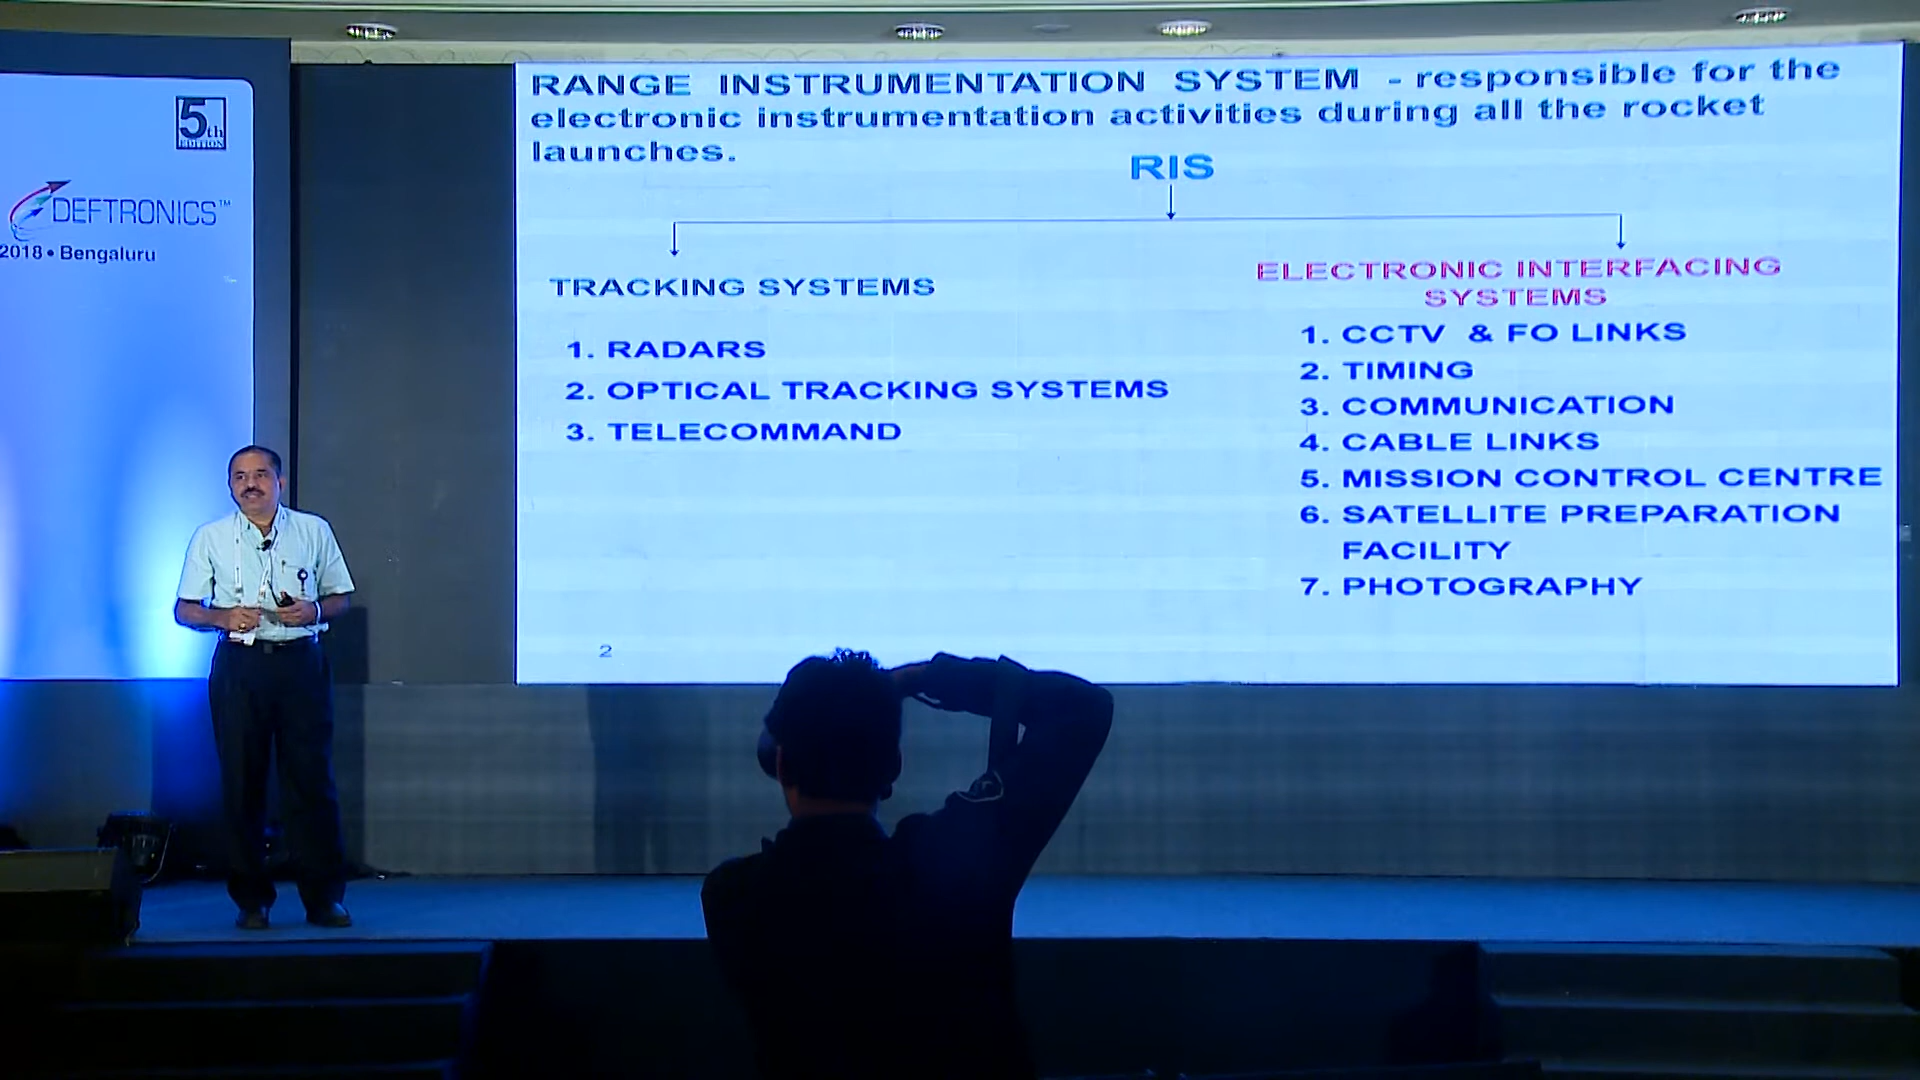 5th
DEFTRONICS™
2018 • Bengaluru
RANGE INSTRUMENTATION SYSTEM - responsible for the
electronic instrumentation activities during all the rocket
launches.
RIS
TRACKING SYSTEMS
1. RADARS
2. OPTICAL TRACKING SYSTEMS
3. TELECOMMAND
ELECTRONIC INTERFACING
SYSTEMS
1. CCTV & FO LINKS
2. TIMING
3. COMMUNICATION
4. CABLE LINKS
5. MISSION CONTROL CENTRE
6. SATELLITE PREPARATION
FACILITY
7. PHOTOGRAPHY
2